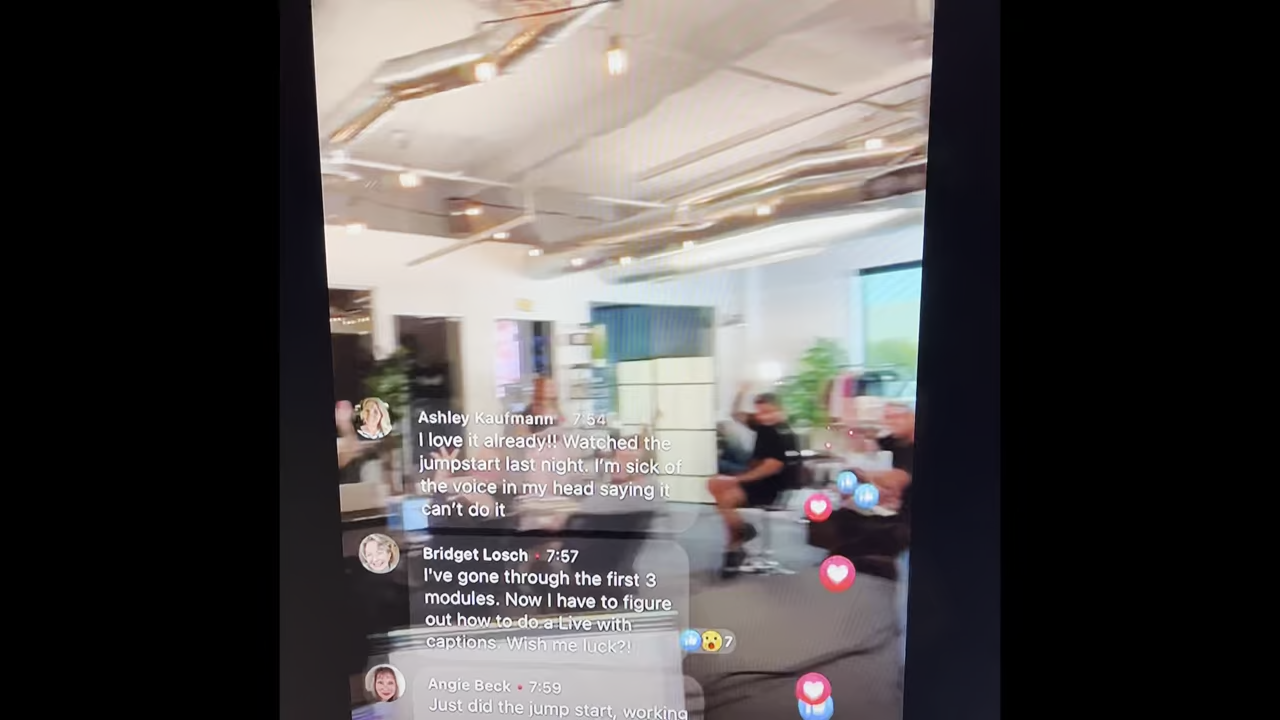 Ashley Kaufmann 7:54
I love it already!! Watched the
jumpstart last night. I'm sick of
the voice in my head saying it
can't do it
Bridget Losch • 7:57
I've gone through the first 3
modules. Now I have to figure
out how to do a Live with
captions. Wish me luck?!
7
Angie Beck • 7:59
Just did the jump start, working